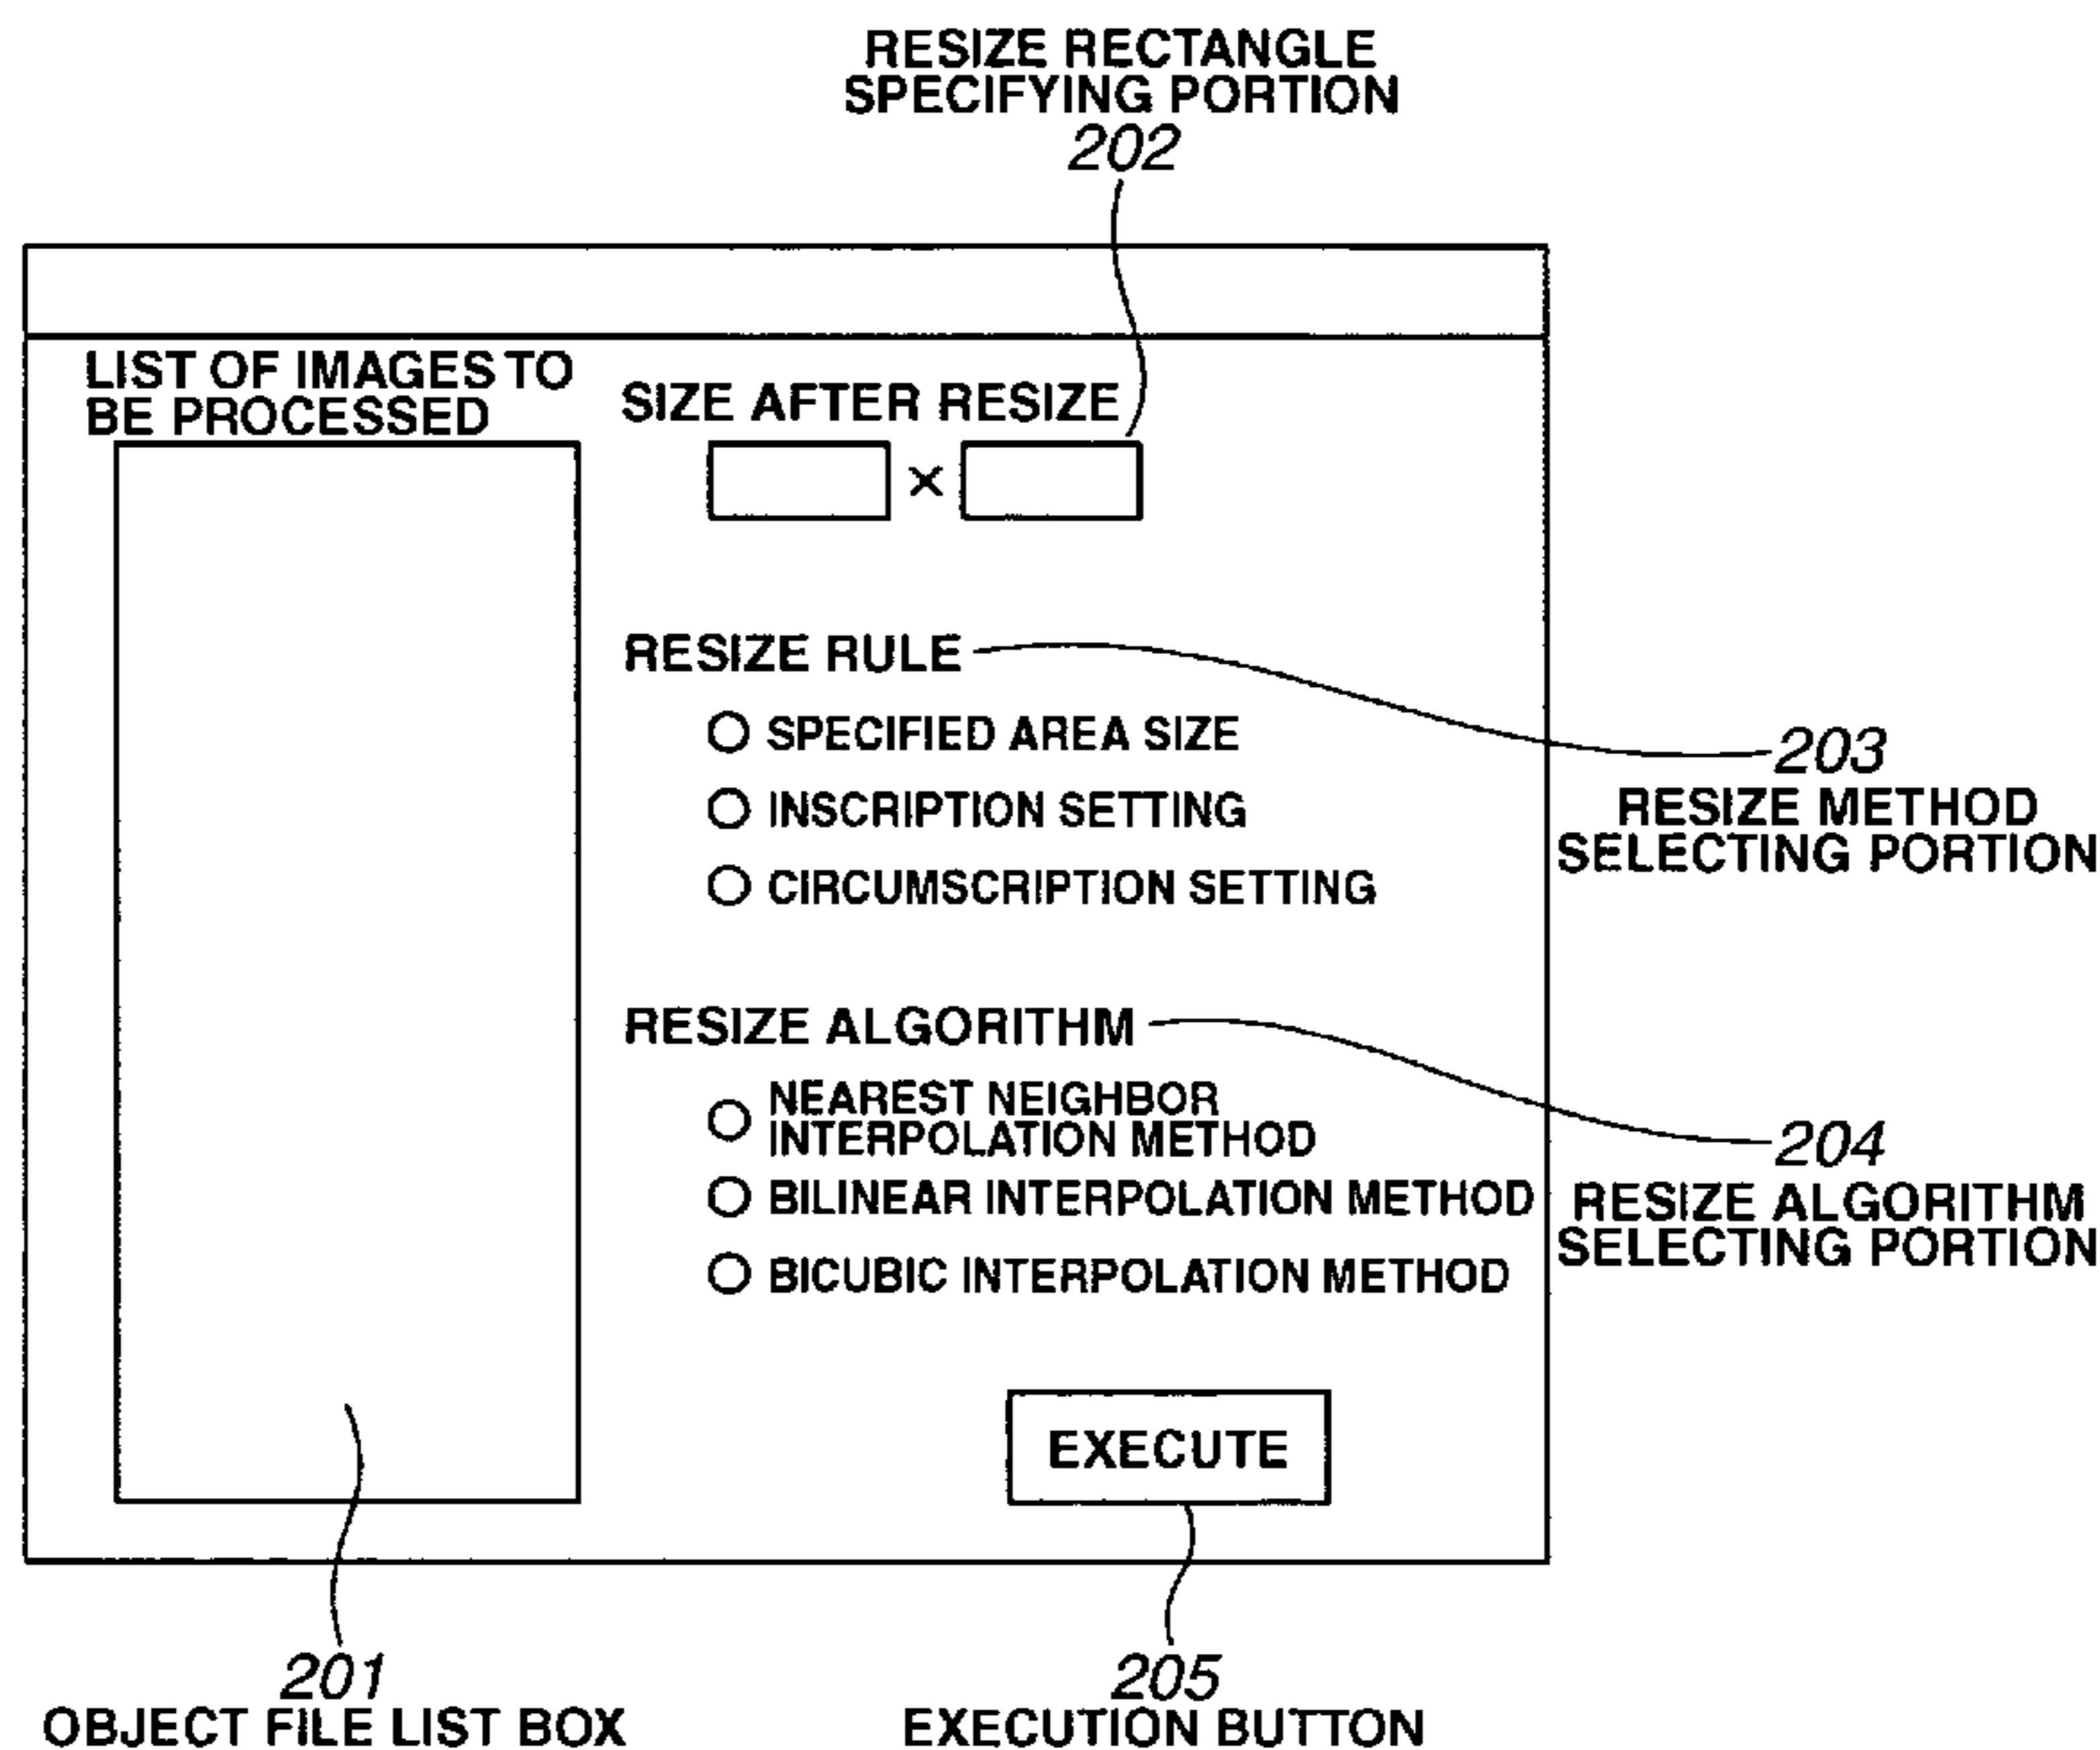 RESIZE RECTANGLE
SPECIFYING PORTION
202
LIST OF IMAGES TO
BE PROCESSED
SIZE AFTER RESIZE
×
RESIZE RULE
SPECIFIED AREA SIZE
INSCRIPTION SETTING
CIRCUMSCRIPTION SETTING
203
RESIZE METHOD
SELECTING PORTION
RESIZE ALGORITHM
NEAREST NEIGHBOR
INTERPOLATION METHOD
BILINEAR INTERPOLATION METHOD
BICUBIC INTERPOLATION METHOD
204
RESIZE ALGORITHM
SELECTING PORTION
EXECUTE
201
OBJECT FILE LIST BOX
205
EXECUTION BUTTON